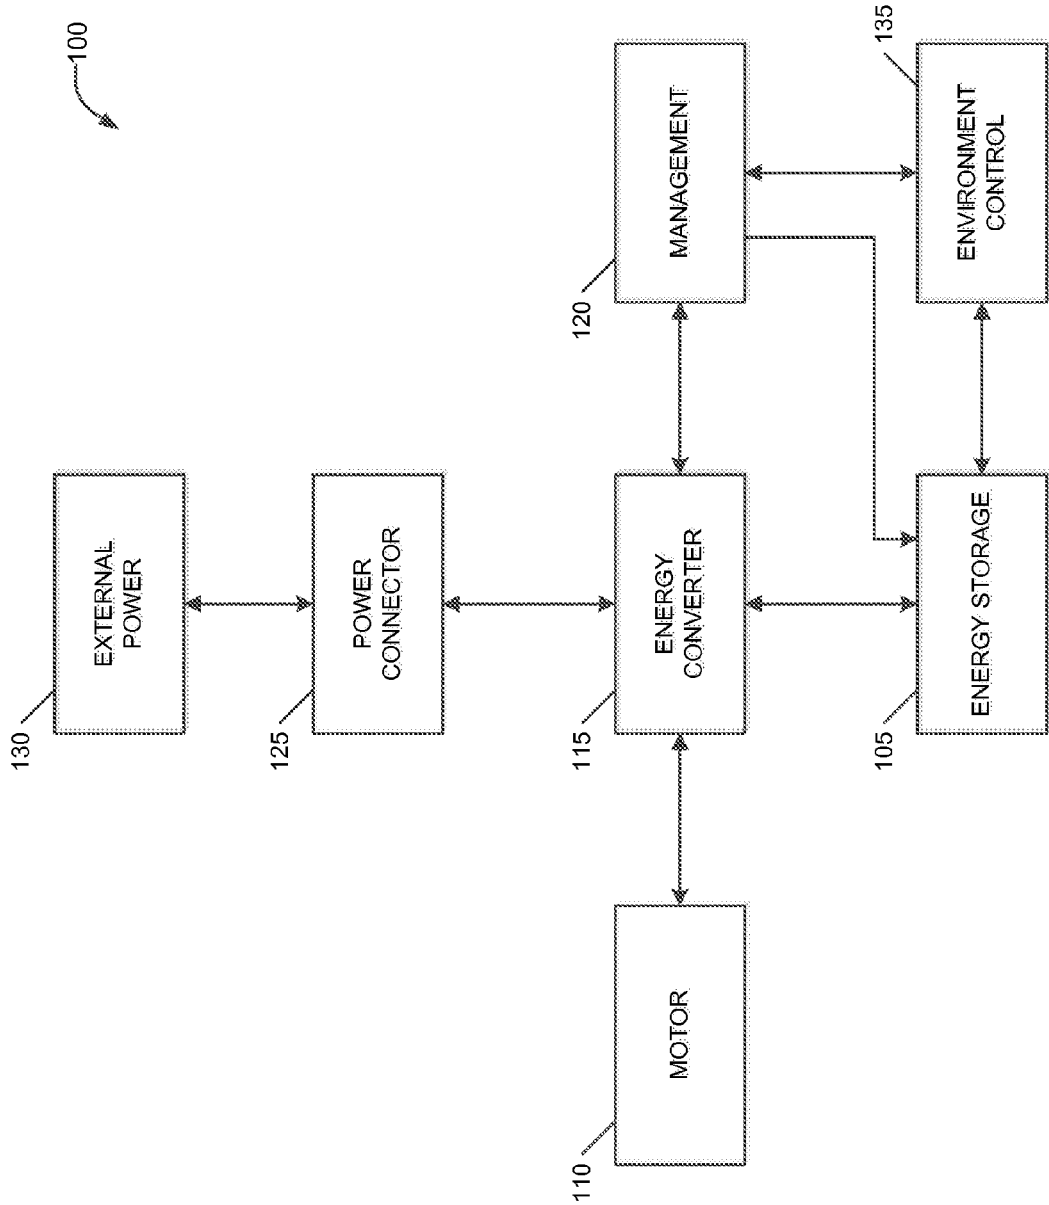 100
130
EXTERNAL
POWER
125
POWER
CONNECTOR
110
MOTOR
115
ENERGY
CONVERTER
120
MANAGEMENT
105
ENERGY STORAGE
135
ENVIRONMENT
CONTROL